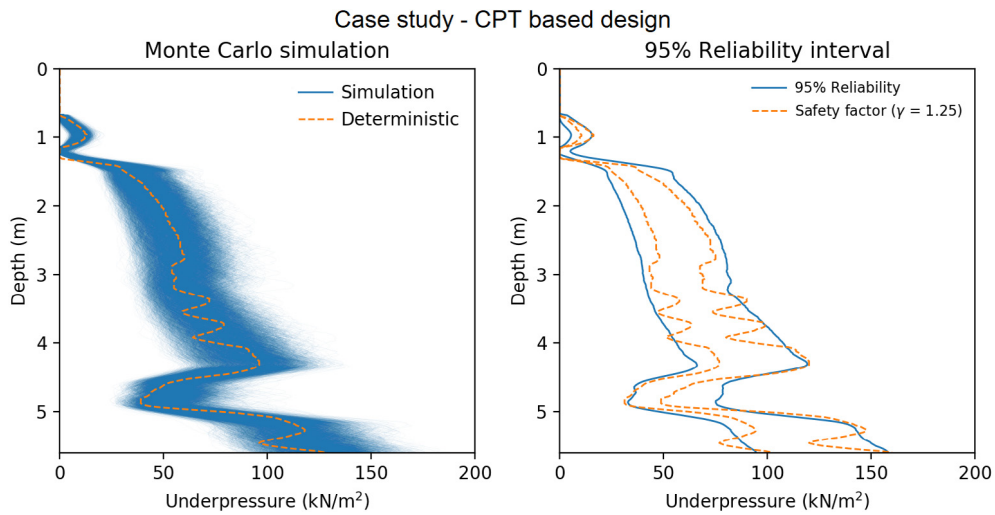 Case study - CPT based design
Monte Carlo simulation
Simulation
Deterministic
0
1
2
3
4
5
Depth (m)
0
50
100
150
200
Underpressure (kN/m²)
95% Reliability interval
95% Reliability
Safety factor (γ = 1.25)
0
1
2
3
4
5
Depth (m)
0
50
100
150
200
Underpressure (kN/m²)